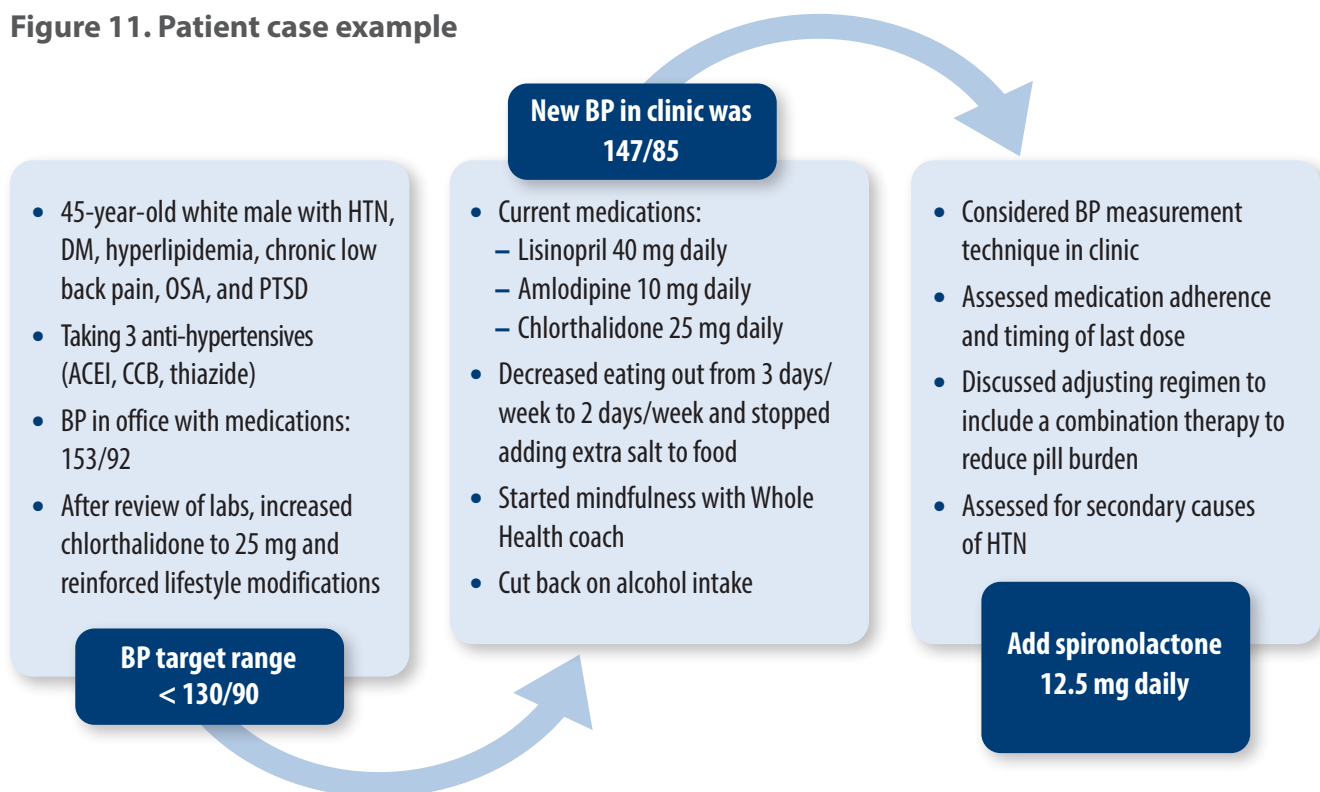 Figure 11. Patient case example
• 45-year-old white male with HTN,
DM, hyperlipidemia, chronic low
back pain, OSA, and PTSD
• Taking 3 anti-hypertensives
(ACEI, CCB, thiazide)
• BP in office with medications:
153/92
• After review of labs, increased
chlorthalidone to 25 mg and
reinforced lifestyle modifications
BP target range
< 130/90
New BP in clinic was
147/85
• Current medications:
– Lisinopril 40 mg daily
– Amlodipine 10 mg daily
– Chlorthalidone 25 mg daily
• Decreased eating out from 3 days/
week to 2 days/week and stopped
adding extra salt to food
• Started mindfulness with Whole
Health coach
• Cut back on alcohol intake
• Considered BP measurement
technique in clinic
• Assessed medication adherence
and timing of last dose
• Discussed adjusting regimen to
include a combination therapy to
reduce pill burden
• Assessed for secondary causes
of HTN
Add spironolactone
12.5 mg daily